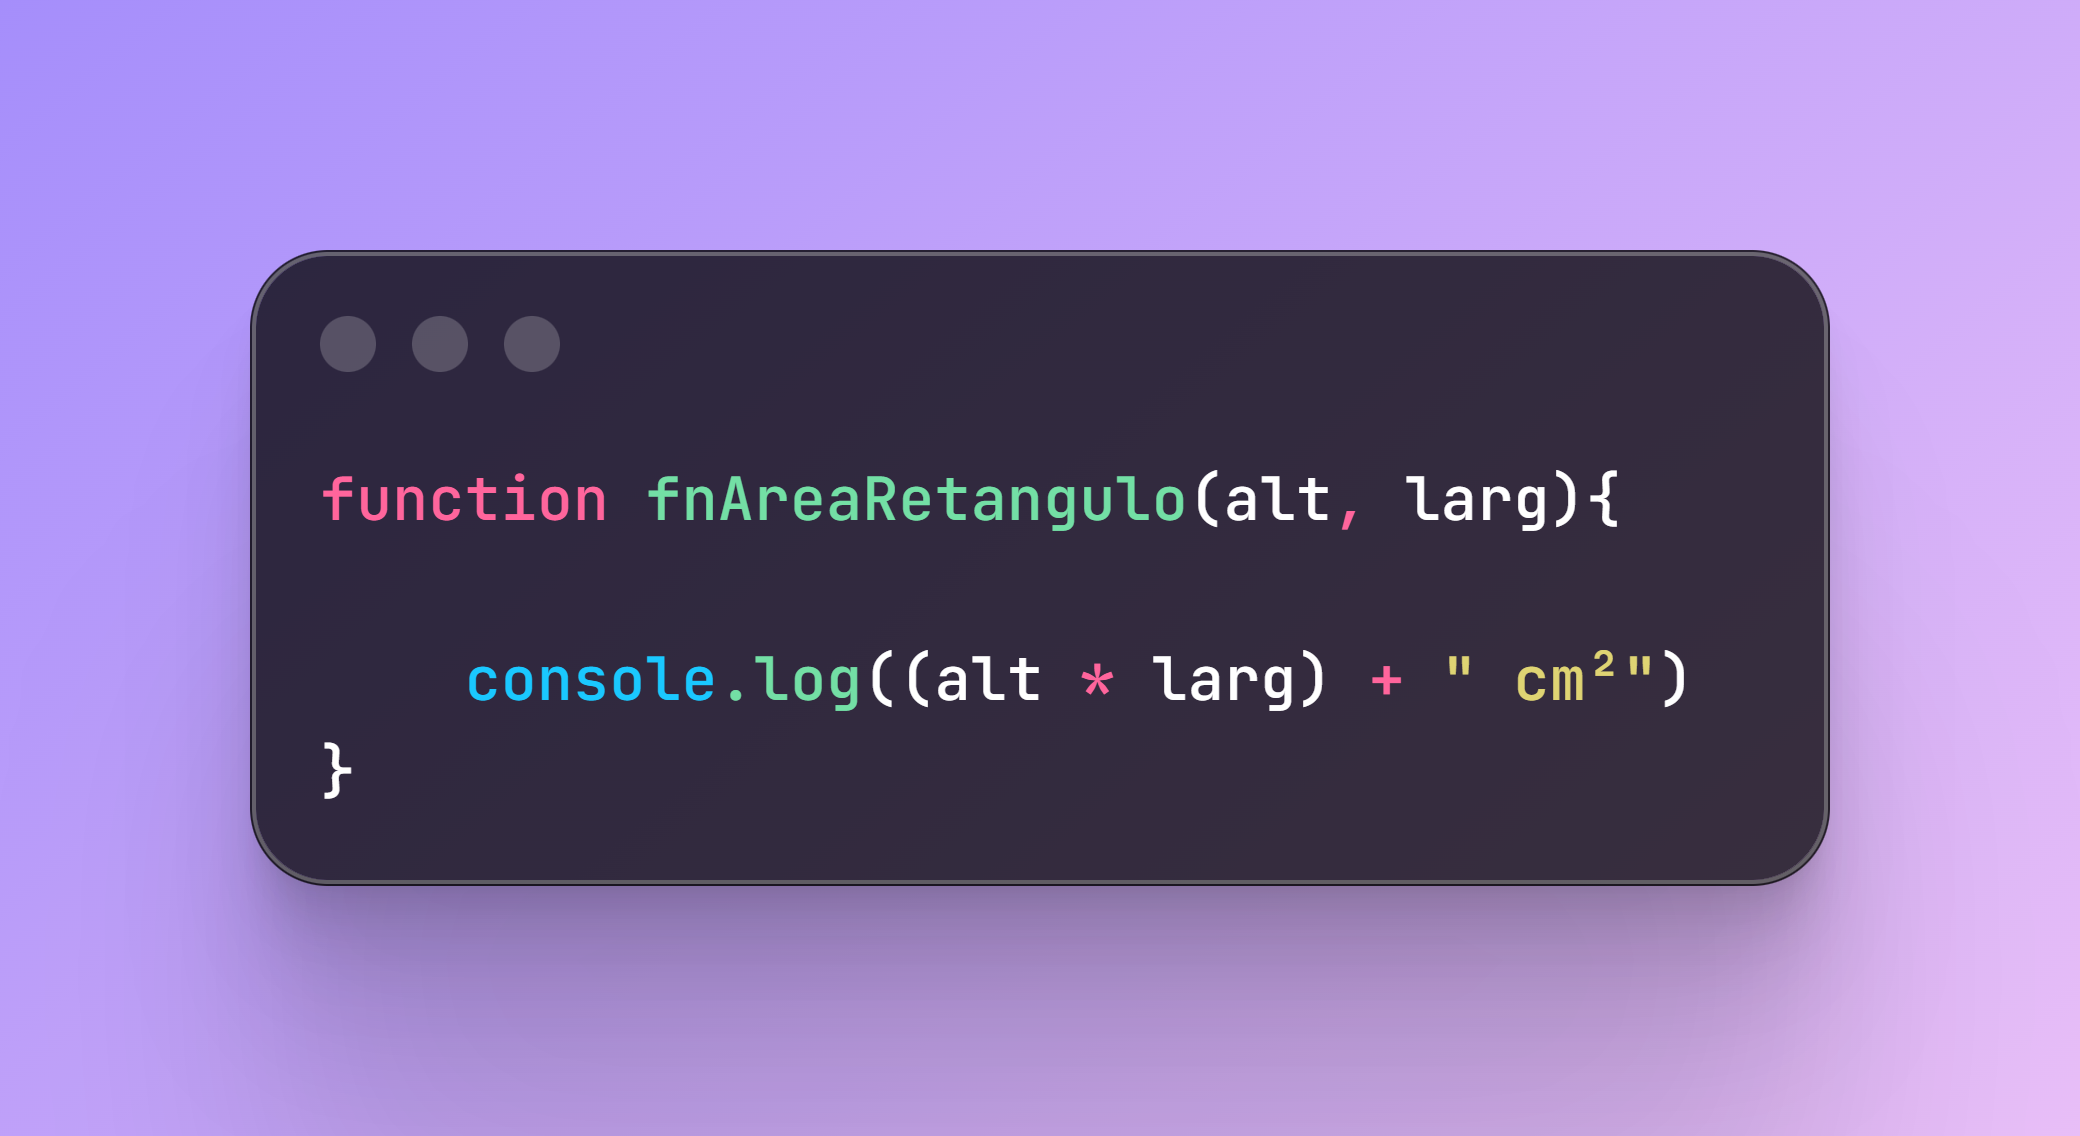 function fnAreaRetangulo(alt, larg){
console.log((alt * larg) + " cm²")
}